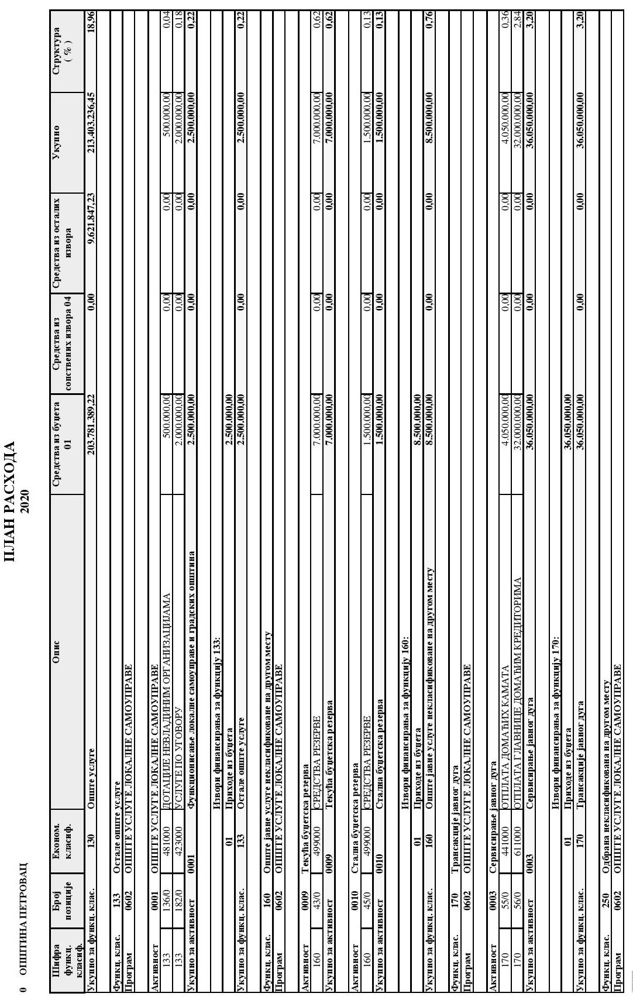 ПЛАН РАСХОДА
2020
0 ОПШТИНА ПЕТРОВАЦ
Шифра функц. класиф. Број позиције Економ. класиф. Опис Средства из буџета 01 Средства из сопствених извора 04 Средства из осталих извора Укупно Структура ( % )
Укупно за функц. клас. 130 Опште услуге 203.781.389,22 0,00 9.621.847,23 213.403.236,45 18,96
Функц. клас. 133 Остале опште услуге
Програм 0602 ОПШТЕ УСЛУГЕ ЛОКАЛНЕ САМОУПРАВЕ
Активност 0001 ОПШТЕ УСЛУГЕ ЛОКАЛНЕ САМОУПРАВЕ
133 136/0 481000 ДОТАЦИЈЕ НЕВЛАДИНИМ ОРГАНИЗАЦИЈАМА 500.000,00 0,00 0,00 500.000,00 0,04
133 182/0 423000 УСЛУГЕ ПО УГОВОРУ 2.000.000,00 0,00 0,00 2.000.000,00 0,18
Укупно за активност 0001 Функционисање локалне самоуправе и градских општина 2.500.000,00 0,00 0,00 2.500.000,00 0,22
Извори финансирања за функцију 133:
01 Приходе из буџета 2.500.000,00
Укупно за функц. клас. 133 Остале опште услуге 2.500.000,00 0,00 0,00 2.500.000,00 0,22
Функц. клас. 160 Опште јавне услуге некласификоване на другом месту
Програм 0602 ОПШТЕ УСЛУГЕ ЛОКАЛНЕ САМОУПРАВЕ
Активност 0009 Текућа буџетска резерва
160 43/0 499000 СРЕДСТВА РЕЗЕРВЕ 7.000.000,00 0,00 0,00 7.000.000,00 0,62
Укупно за активност 0009 Текућа буџетска резерва 7.000.000,00 0,00 0,00 7.000.000,00 0,62
Активност 0010 Стална буџетска резерва
160 45/0 499000 СРЕДСТВА РЕЗЕРВЕ 1.500.000,00 0,00 0,00 1.500.000,00 0,13
Укупно за активност 0010 Стална буџетска резерва 1.500.000,00 0,00 0,00 1.500.000,00 0,13
Извори финансирања за функцију 160:
01 Приходе из буџета 8.500.000,00
Укупно за функц. клас. 160 Опште јавне услуге некласификоване на другом месту 8.500.000,00 0,00 0,00 8.500.000,00 0,76
Функц. клас. 170 Трансакције јавног дуга
Програм 0602 ОПШТЕ УСЛУГЕ ЛОКАЛНЕ САМОУПРАВЕ
Активност 0003 Сервисирање јавног дуга
170 55/0 441000 ОТПЛАТА ДОМАЋИХ КАМАТА 4.050.000,00 0,00 0,00 4.050.000,00 0,36
170 56/0 611000 ОТПЛАТА ГЛАВНИЦЕ ДОМАЋИМ КРЕДИТОРИМА 32.000.000,00 0,00 0,00 32.000.000,00 2,84
Укупно за активност 0003 Сервисирање јавног дуга 36.050.000,00 0,00 0,00 36.050.000,00 3,20
Извори финансирања за функцију 170:
01 Приходе из буџета 36.050.000,00
Укупно за функц. клас. 170 Трансакције јавног дуга 36.050.000,00 0,00 0,00 36.050.000,00 3,20
Функц. клас. 250 Одбрана некласификована на другом месту
Програм 0602 ОПШТЕ УСЛУГЕ ЛОКАЛНЕ САМОУПРАВЕ